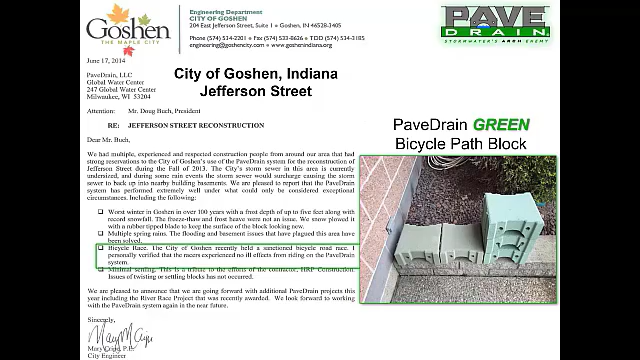 Goshen
THE MAPLE CITY
Engineering Department
CITY OF GOSHEN
204 East Jefferson Street, Suite 1 • Goshen, IN 46528-3405
Phone (574) 534-2201 • Fax (574) 533-8626 • TDD (574) 534-3185
engineering@goshencity.com • www.goshenindiana.org
PAVE
DRAIN
STORMWATER'S ARCH ENEMY
June 17, 2014
City of Goshen, Indiana
Jefferson Street
PaveDrain, LLC
Global Water Center
247 Global Water Center
Milwaukee, WI 53204
Attention: Mr. Doug Buch, President
RE: JEFFERSON STREET RECONSTRUCTION
Dear Mr. Buch,
We had multiple, experienced and respected construction people from around our area that had
strong reservations to the City of Goshen's use of the PaveDrain system for the reconstruction of
Jefferson Street during the Fall of 2013. The City's storm sewer in this area is currently
undersized, and during some rain events the storm sewer would surcharge causing the storm
sewer to back up into nearby building basements. We are pleased to report that the PaveDrain
system has performed extremely well under what only could be considered exceptional
circumstances. Including the following:
Worst winter in Goshen in over 100 years with a frost depth of up to five feet along with
record snowfall. The freeze-thaw and frost heave were not an issue. We snow plowed it
with a rubber tipped blade to keep the surface of the block looking new.
Multiple spring rains. The flooding and basement issues that have plagued this area have
been solved.
Bicycle Race. The City of Goshen recently held a sanctioned bicycle road race. I
personally verified that the racers experienced no ill effects from riding on the PaveDrain
system.
Minimal settling. This is a tribute to the efforts of the contractor, H&P Construction.
Issues of twisting or settling blocks has not occurred.
We are pleased to announce that we are going forward with additional PaveDrain projects this
year including the River Race Project that was recently awarded. We look forward to working
with the PaveDrain system again in the near future.
Sincerely,
Mary Cripe, P.E.
City Engineer
PaveDrain GREEN
Bicycle Path Block